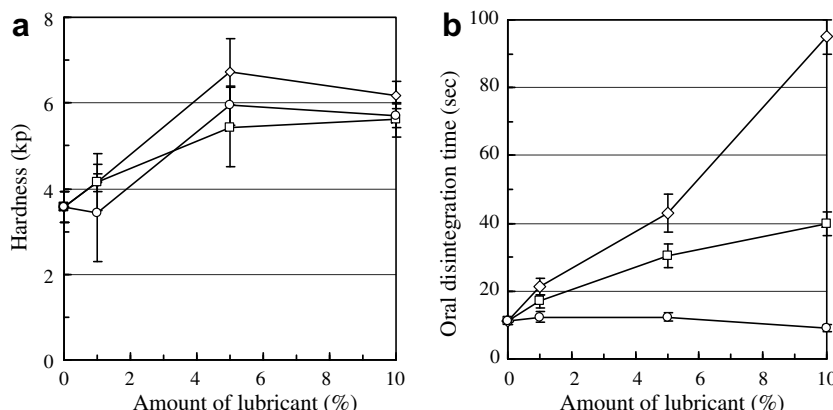 a
8
6
4
2
0
Hardness (kp)
0 2 4 6 8 10
Amount of lubricant (%)
b
100
80
60
40
20
0
Oral disintegration time (sec)
0 2 4 6 8 10
Amount of lubricant (%)